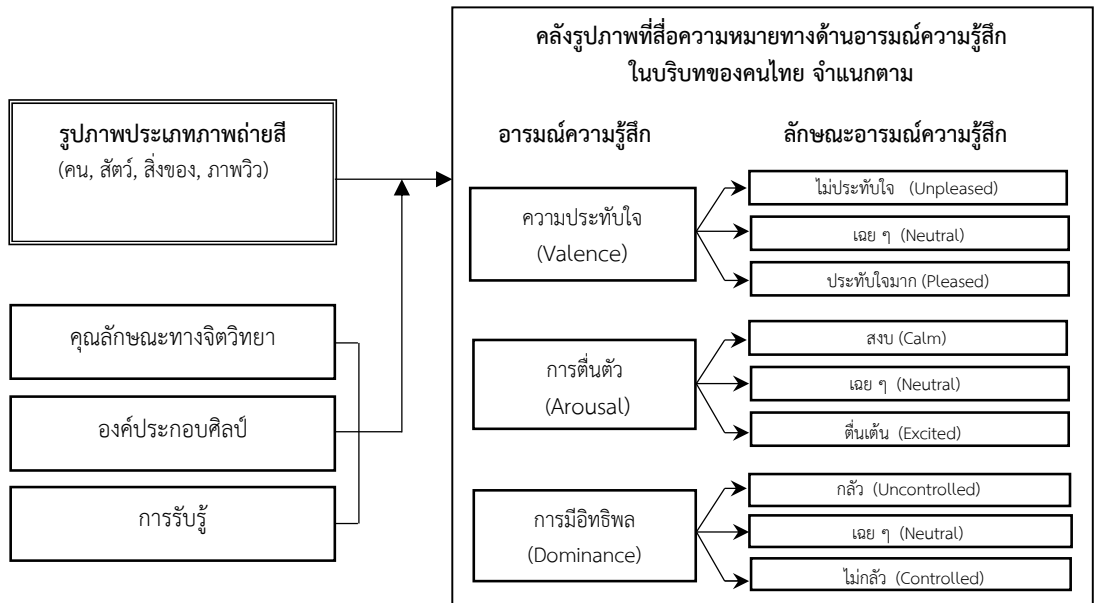 คลังรูปภาพที่สื่อความหมายทางด้านอารมณ์ความรู้สึก
ในบริบทของคนไทย จำแนกตาม
รูปภาพประเภทภาพถ่ายสี
(คน, สัตว์, สิ่งของ, ภาพวิว)
คุณลักษณะทางจิตวิทยา
องค์ประกอบศิลป์
การรับรู้
อารมณ์ความรู้สึก
ลักษณะอารมณ์ความรู้สึก
ความประทับใจ
(Valence)
ไม่ประทับใจ (Unpleased)
เฉย ๆ (Neutral)
ประทับใจมาก (Pleased)
การตื่นตัว
(Arousal)
สงบ (Calm)
เฉย ๆ (Neutral)
ตื่นเต้น (Excited)
การมีอิทธิพล
(Dominance)
กลัว (Uncontrolled)
เฉย ๆ (Neutral)
ไม่กลัว (Controlled)